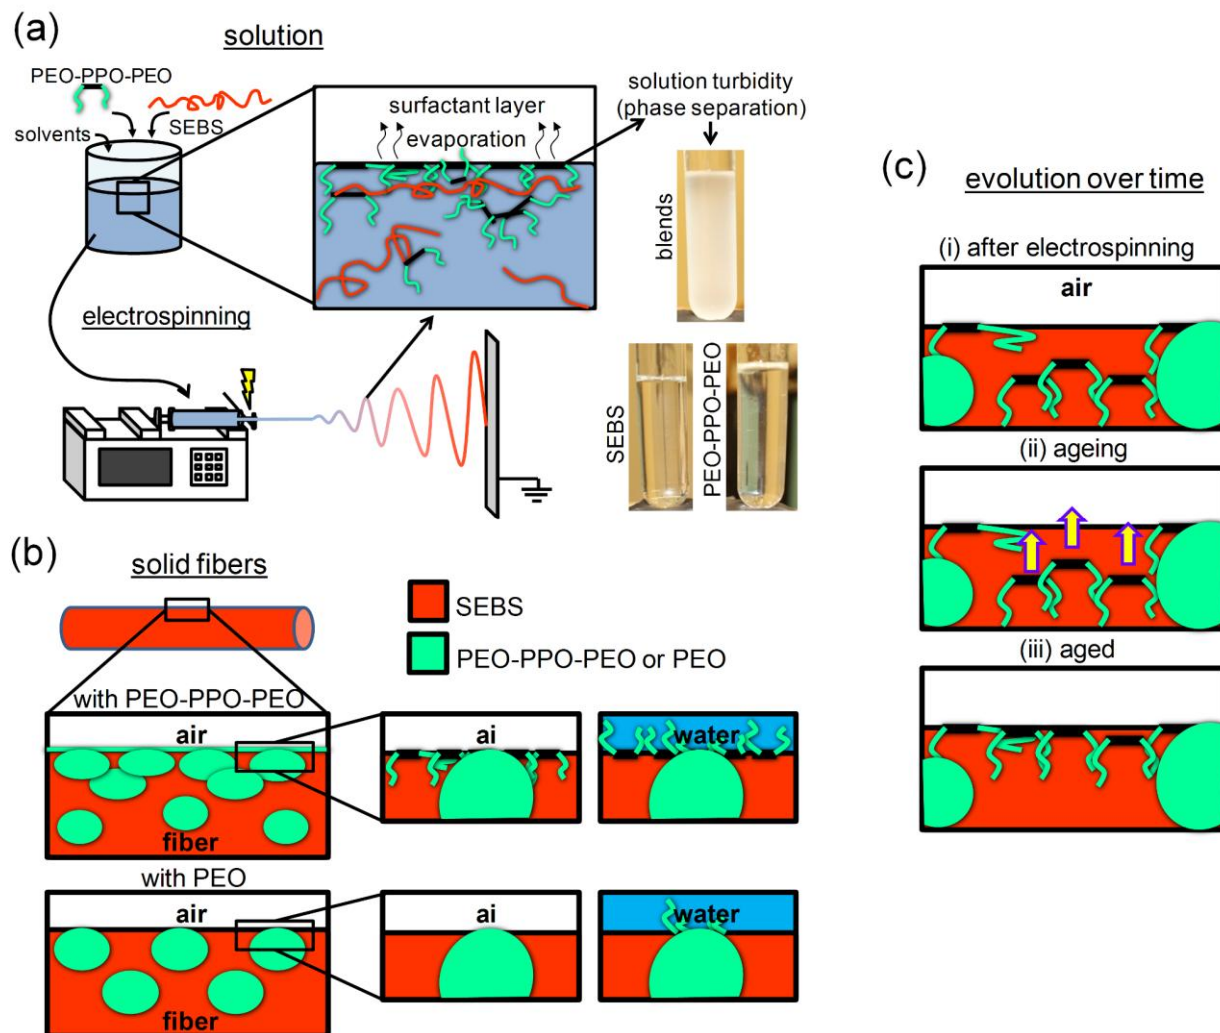 (a)
solution
PEO-PPO-PEO
SEBS
solvents
surfactant layer
evaporation
solution turbidity
(phase separation)
blends
SEBS
PEO-PPO-PEO
electrospinning
(b)
solid fibers
SEBS
PEO-PPO-PEO or PEO
with PEO-PPO-PEO
air
fiber
ai
water
with PEO
air
fiber
ai
water
(c)
evolution over time
(i) after electrospinning
air
(ii) ageing
(iii) aged